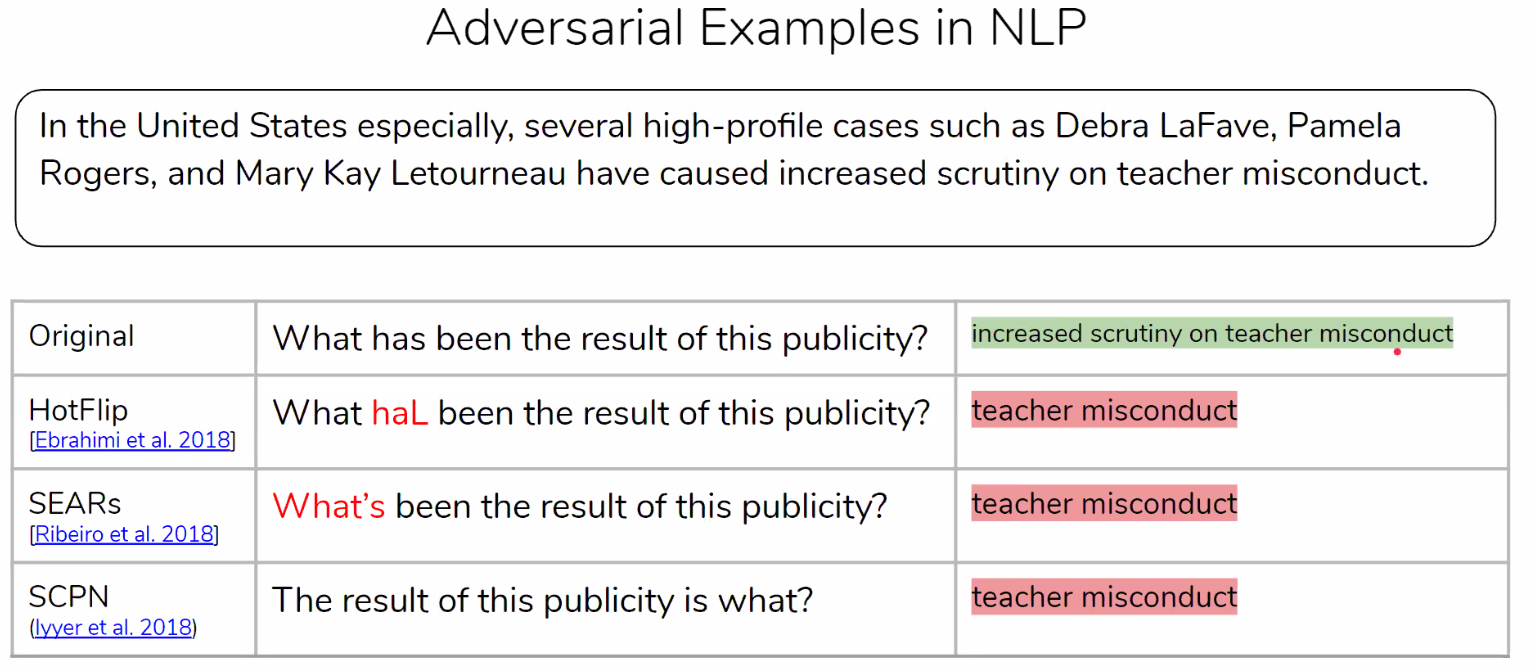 Adversarial Examples in NLP
In the United States especially, several high-profile cases such as Debra LaFave, Pamela
Rogers, and Mary Kay Letourneau have caused increased scrutiny on teacher misconduct.
Original
What has been the result of this publicity?
increased scrutiny on teacher misconduct
HotFlip
[Ebrahimi et al. 2018]
What haL been the result of this publicity?
teacher misconduct
SEARs
[Ribeiro et al. 2018]
What’s been the result of this publicity?
teacher misconduct
SCPN
(Iyyer et al. 2018)
The result of this publicity is what?
teacher misconduct